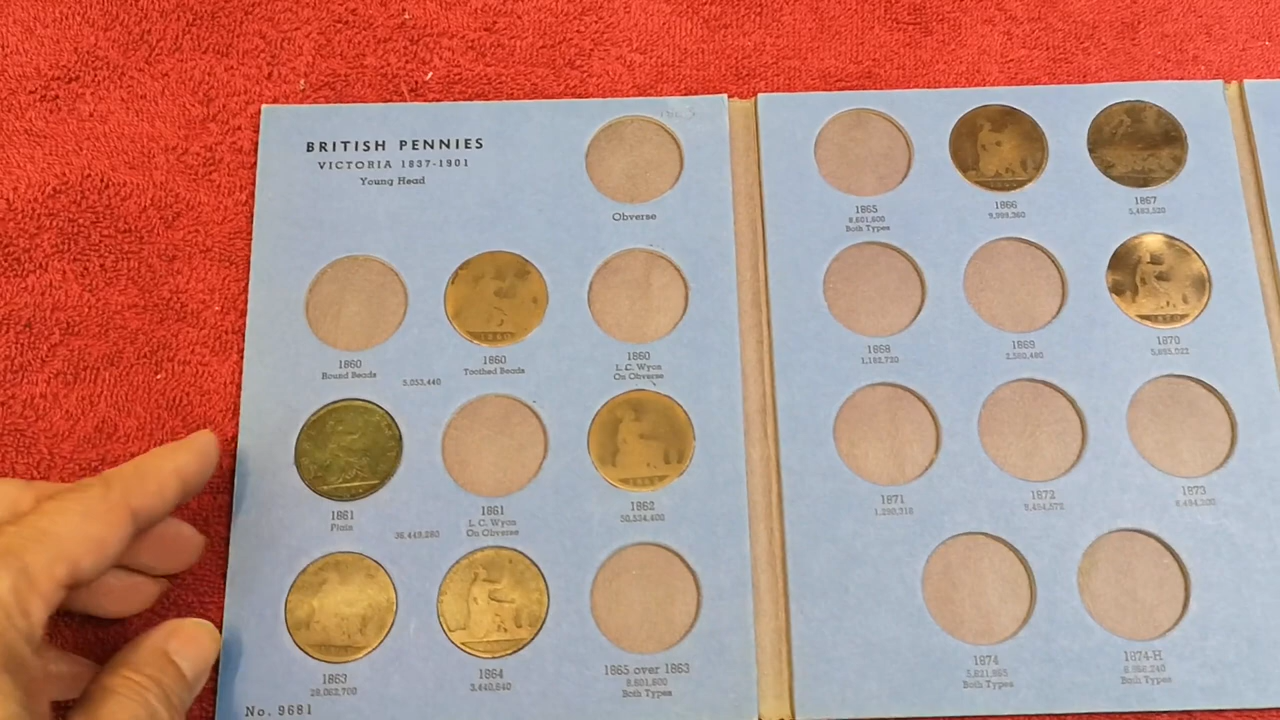 BRITISH PENNIES
VICTORIA 1837-1901
Young Head
Obverse
1860
Round Beads
5,053,440
1860
Toothed Beads
1860
L. C. Wyon
On Obverse
1861
Plain
36,449,280
1861
L. C. Wyon
On Obverse
1862
50,534,400
1863
28,062,700
1864
3,440,640
1865 over 1863
8,601,600
Both Types
No. 9681
1865
8,601,600
Both Types
1866
9,999,360
1867
5,483,520
1868
1,182,720
1869
2,580,480
1870
5,695,022
1871
1,290,318
1872
8,494,572
1873
8,494,200
1874
5,621,865
Both Types
1874-H
Both Types
1860
1862
1870